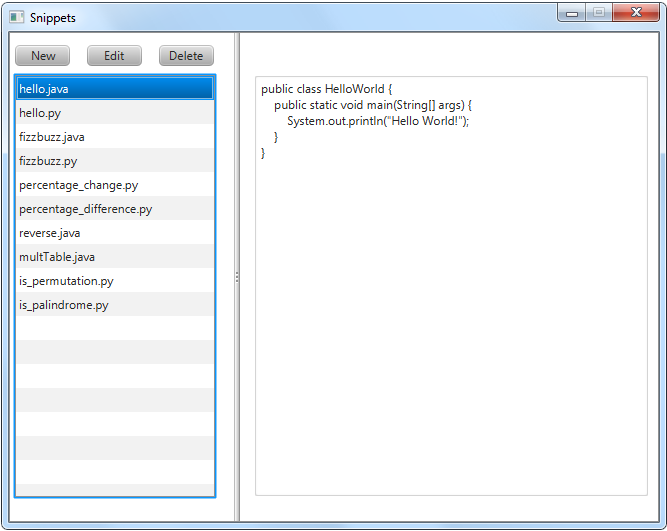 Snippets
New
Edit
Delete
hello.java
hello.py
fizzbuzz.java
fizzbuzz.py
percentage_change.py
percentage_difference.py
reverse.java
multTable.java
is_permutation.py
is_palindrome.py
public class HelloWorld {
    public static void main(String[] args) {
        System.out.println("Hello World!");
    }
}